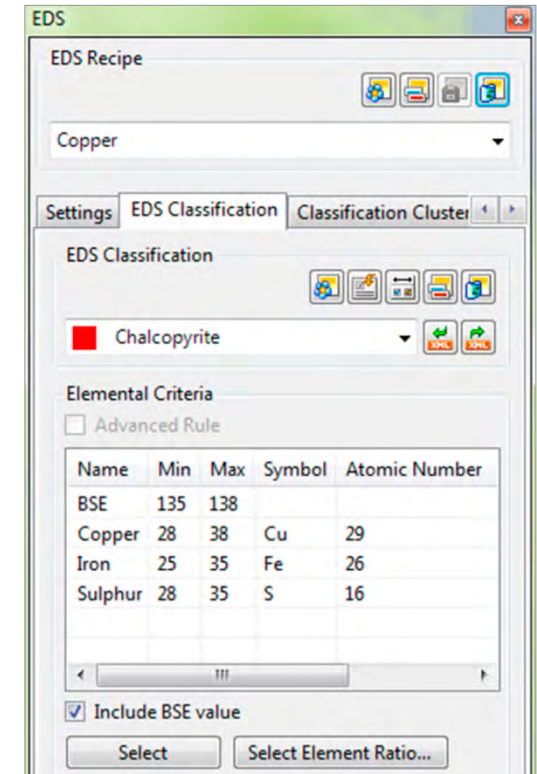 EDS
EDS Recipe
Copper
Settings EDS Classification Classification Cluster
EDS Classification
Chalcopyrite
XML XML
Elemental Criteria
Advanced Rule
Name Min Max Symbol Atomic Number
BSE 135 138
Copper 28 38 Cu 29
Iron 25 35 Fe 26
Sulphur 28 35 S 16
Include BSE value
Select Select Element Ratio...